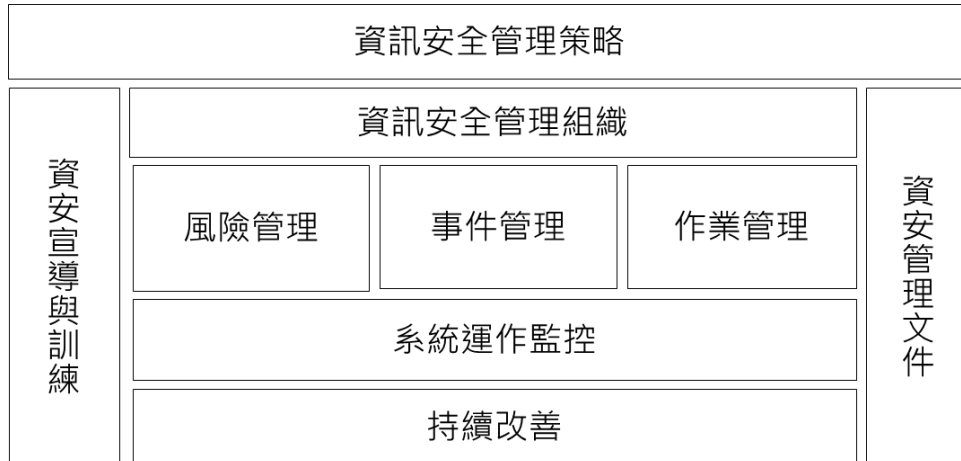 資訊安全管理策略
資安宣導與訓練
資訊安全管理組織
風險管理
事件管理
作業管理
系統運作監控
持續改善
資安管理文件